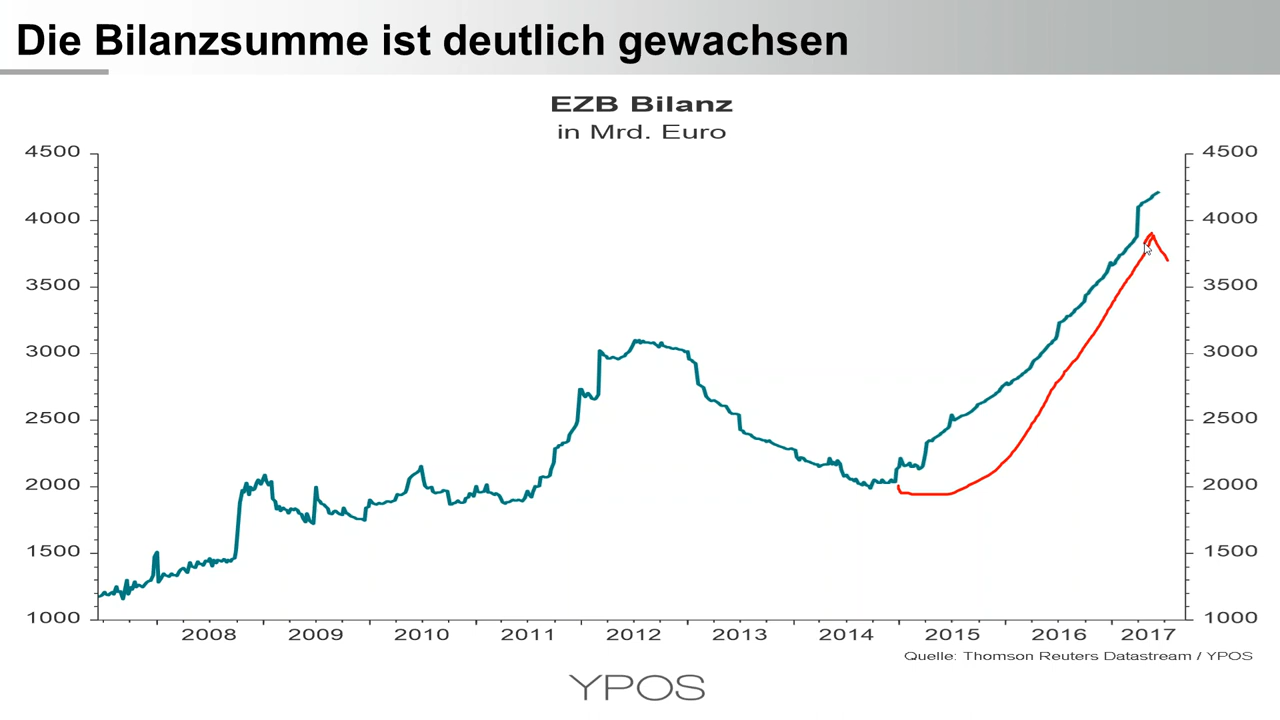 Die Bilanzsumme ist deutlich gewachsen
EZB Bilanz
in Mrd. Euro
4500 4500
4000 4000
3500 3500
3000 3000
2500 2500
2000 2000
1500 1500
1000 1000
2008 2009 2010 2011 2012 2013 2014 2015 2016 2017
Quelle: Thomson Reuters Datastream / YPOS
YPOS